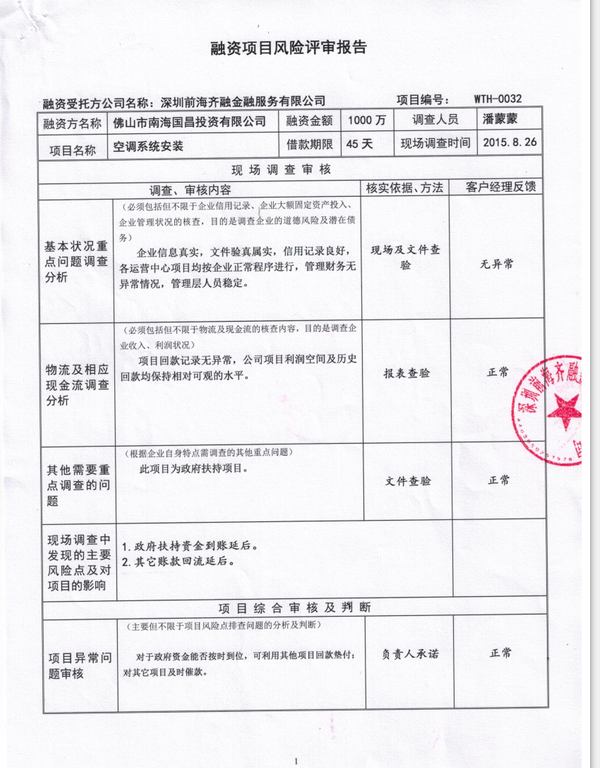 融资项目风险评审报告
融资受托方公司名称：深圳前海齐融金融服务有限公司 项目编号： WTH-0032
融资方名称 佛山市南海国昌投资有限公司 融资金额 1000 万 调查人员 潘蒙蒙
项目名称 空调系统安装 借款期限 45 天 现场调查时间 2015.8.26
现 场 调 查 审 核
调查、审核内容 核实依据、方法 客户经理反馈
基本状况重
点问题调查
分析
（必须包括但不限于企业信用记录、企业大额固定资产投入、
企业管理状况的核查，目的是调查企业的道德风险及潜在债
务）
企业信息真实，文件验真属实，信用记录良好，
各运营中心项目均按企业正常程序进行，管理财务无
异常情况，管理层人员稳定。
现场及文件查
验
无异常
物流及相应
现金流调查
分析
（必须包括但不限于物流及现金流的核查内容，目的是调查企
业收入、利润状况）
项目回款记录无异常，公司项目利润空间及历史
回款均保持相对可观的水平。
报表查验
正常
其他需要重
点调查的问
题
（根据企业自身特点需调查的其他重要问题）
此项目为政府扶持项目。
文件查验
正常
现场调查中
发现的主要
风险点及对
项目的影响
1.政府扶持资金到账延后。
2.其它账款回流延后。
项 目 综 合 审 核 及 判 断
项目异常问
题审核
（主要但不限于项目风险点排查问题的分析及判断）
对于政府资金能否按时到位，可利用其他项目回款垫付；
对其它项目及时催款。
负责人承诺
正常
深圳前海齐融
1